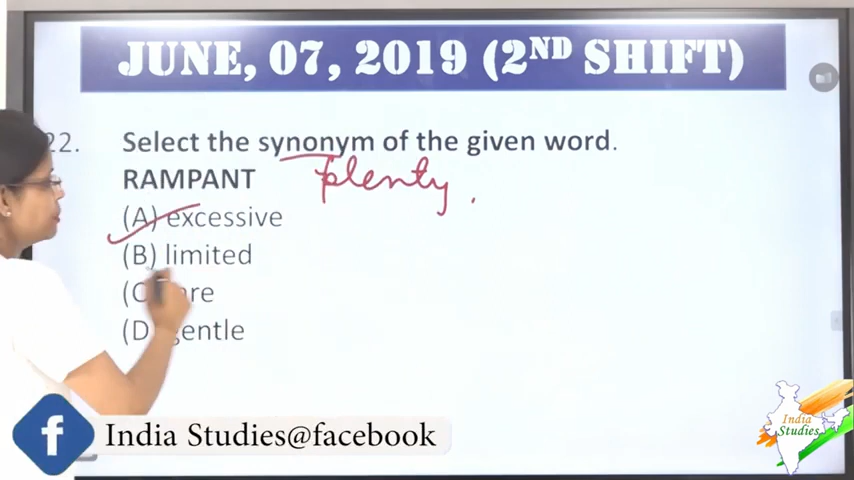 JUNE, 07, 2019 (2ND SHIFT)
22. Select the synonym of the given word.
RAMPANT plenty.
(A) excessive
(B) limited
(C)
(D) gentle
India Studies@facebook
India
Studies